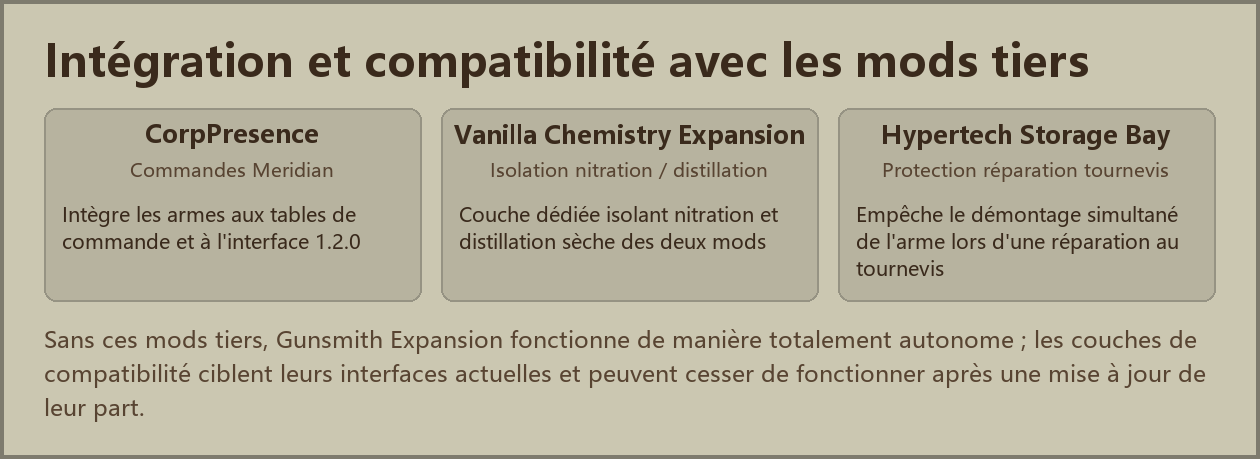 Intégration et compatibilité avec les mods tiers
CorpPresence
Commandes Meridian
Intègre les armes aux tables de
commande et à l'interface 1.2.0
Vanilla Chemistry Expansion
Isolation nitration / distillation
Couche dédiée isolant nitration et
distillation sèche des deux mods
Hypertech Storage Bay
Protection réparation tournevis
Empêche le démontage simultané
de l'arme lors d'une réparation au
tournevis
Sans ces mods tiers, Gunsmith Expansion fonctionne de manière totalement autonome ; les couches de
compatibilité ciblent leurs interfaces actuelles et peuvent cesser de fonctionner après une mise à jour de
leur part.